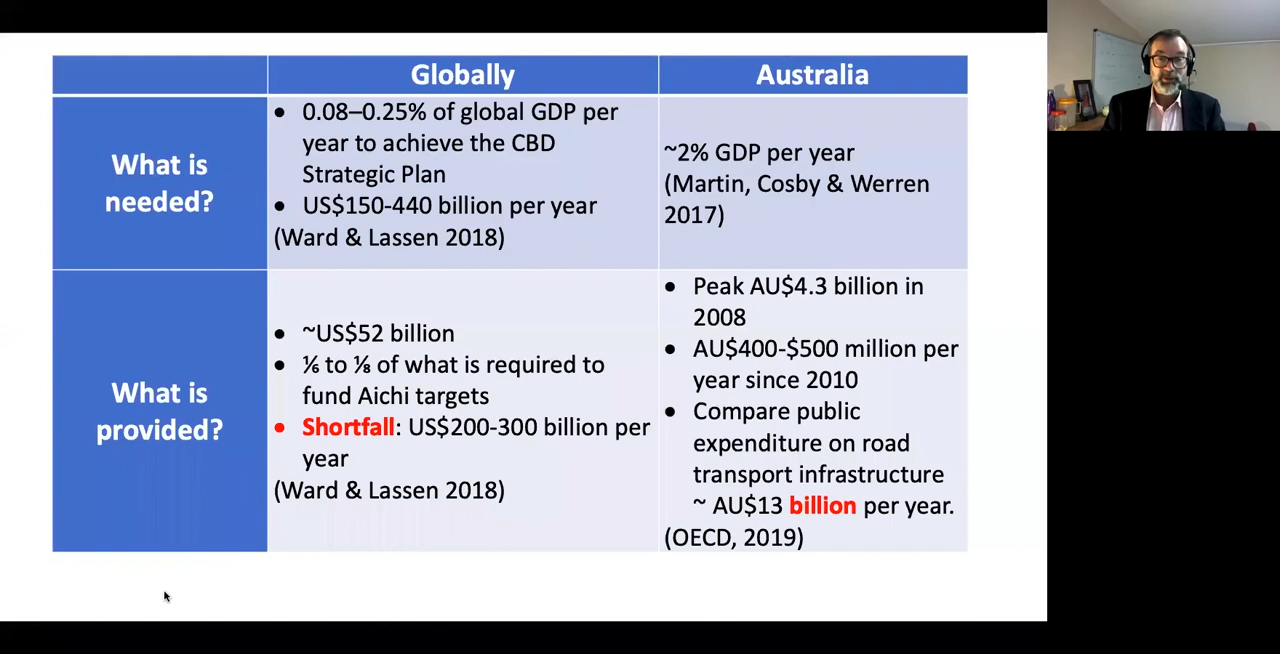 Globally
Australia
What is
needed?
• 0.08–0.25% of global GDP per
year to achieve the CBD
Strategic Plan
• US$150-440 billion per year
(Ward & Lassen 2018)
~2% GDP per year
(Martin, Cosby & Werren
2017)
What is
provided?
• ~US$52 billion
• ⅙ to ⅛ of what is required to
fund Aichi targets
• Shortfall: US$200-300 billion per
year
(Ward & Lassen 2018)
• Peak AU$4.3 billion in
2008
• AU$400-$500 million per
year since 2010
• Compare public
expenditure on road
transport infrastructure
~ AU$13 billion per year.
(OECD, 2019)